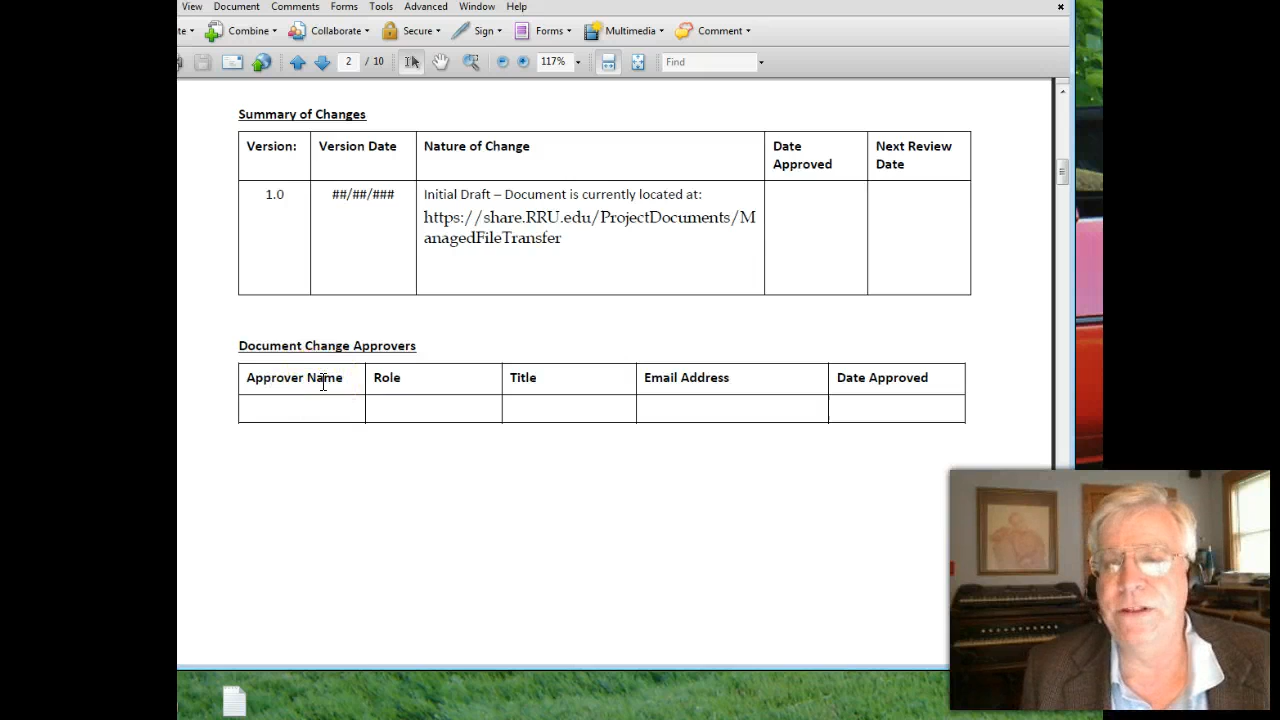 View Document Comments Forms Tools Advanced Window Help
Combine Collaborate Secure Sign Forms Multimedia Comment
2 / 10 117% Find
Summary of Changes
Version: Version Date Nature of Change Date Approved Next Review Date
1.0 ##/##/### Initial Draft – Document is currently located at:
https://share.RRU.edu/ProjectDocuments/M
anagedFileTransfer
Document Change Approvers
Approver Name Role Title Email Address Date Approved